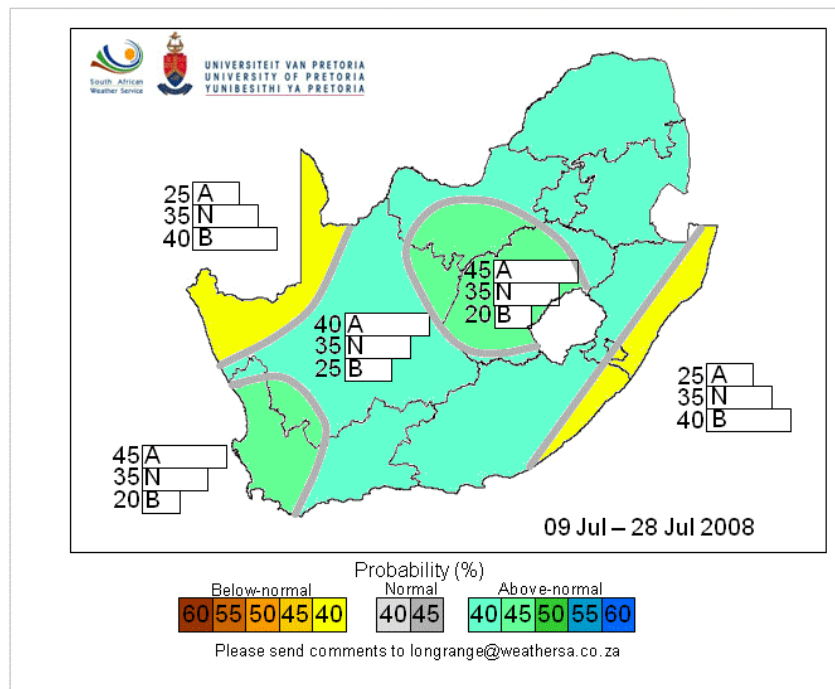 South African
Weather Service
UNIVERSITEIT VAN PRETORIA
UNIVERSITY OF PRETORIA
YUNIBESITHI YA PRETORIA
25 A
35 N
40 B
45 A
35 N
20 B
40 A
35 N
25 B
25 A
35 N
40 B
45 A
35 N
20 B
09 Jul – 28 Jul 2008
Probability (%)
Below-normal Normal Above-normal
60 55 50 45 40 40 45 40 45 50 55 60
Please send comments to longrange@weathersa.co.za